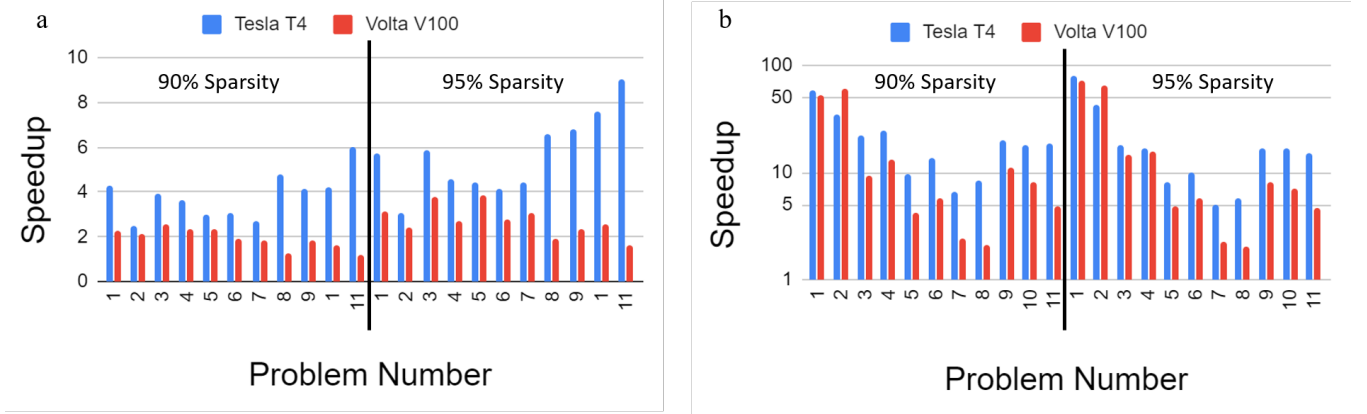 a
Tesla T4 Volta V100
10
8
6
4
2
0
90% Sparsity 95% Sparsity
Speedup
1 2 3 4 5 6 7 8 9 1 11 1 2 3 4 5 6 7 8 9 1 11
Problem Number
b
Tesla T4 Volta V100
100
50
10
5
1
90% Sparsity 95% Sparsity
Speedup
1 2 3 4 5 6 7 8 9 10 11 1 2 3 4 5 6 7 8 9 10 11
Problem Number